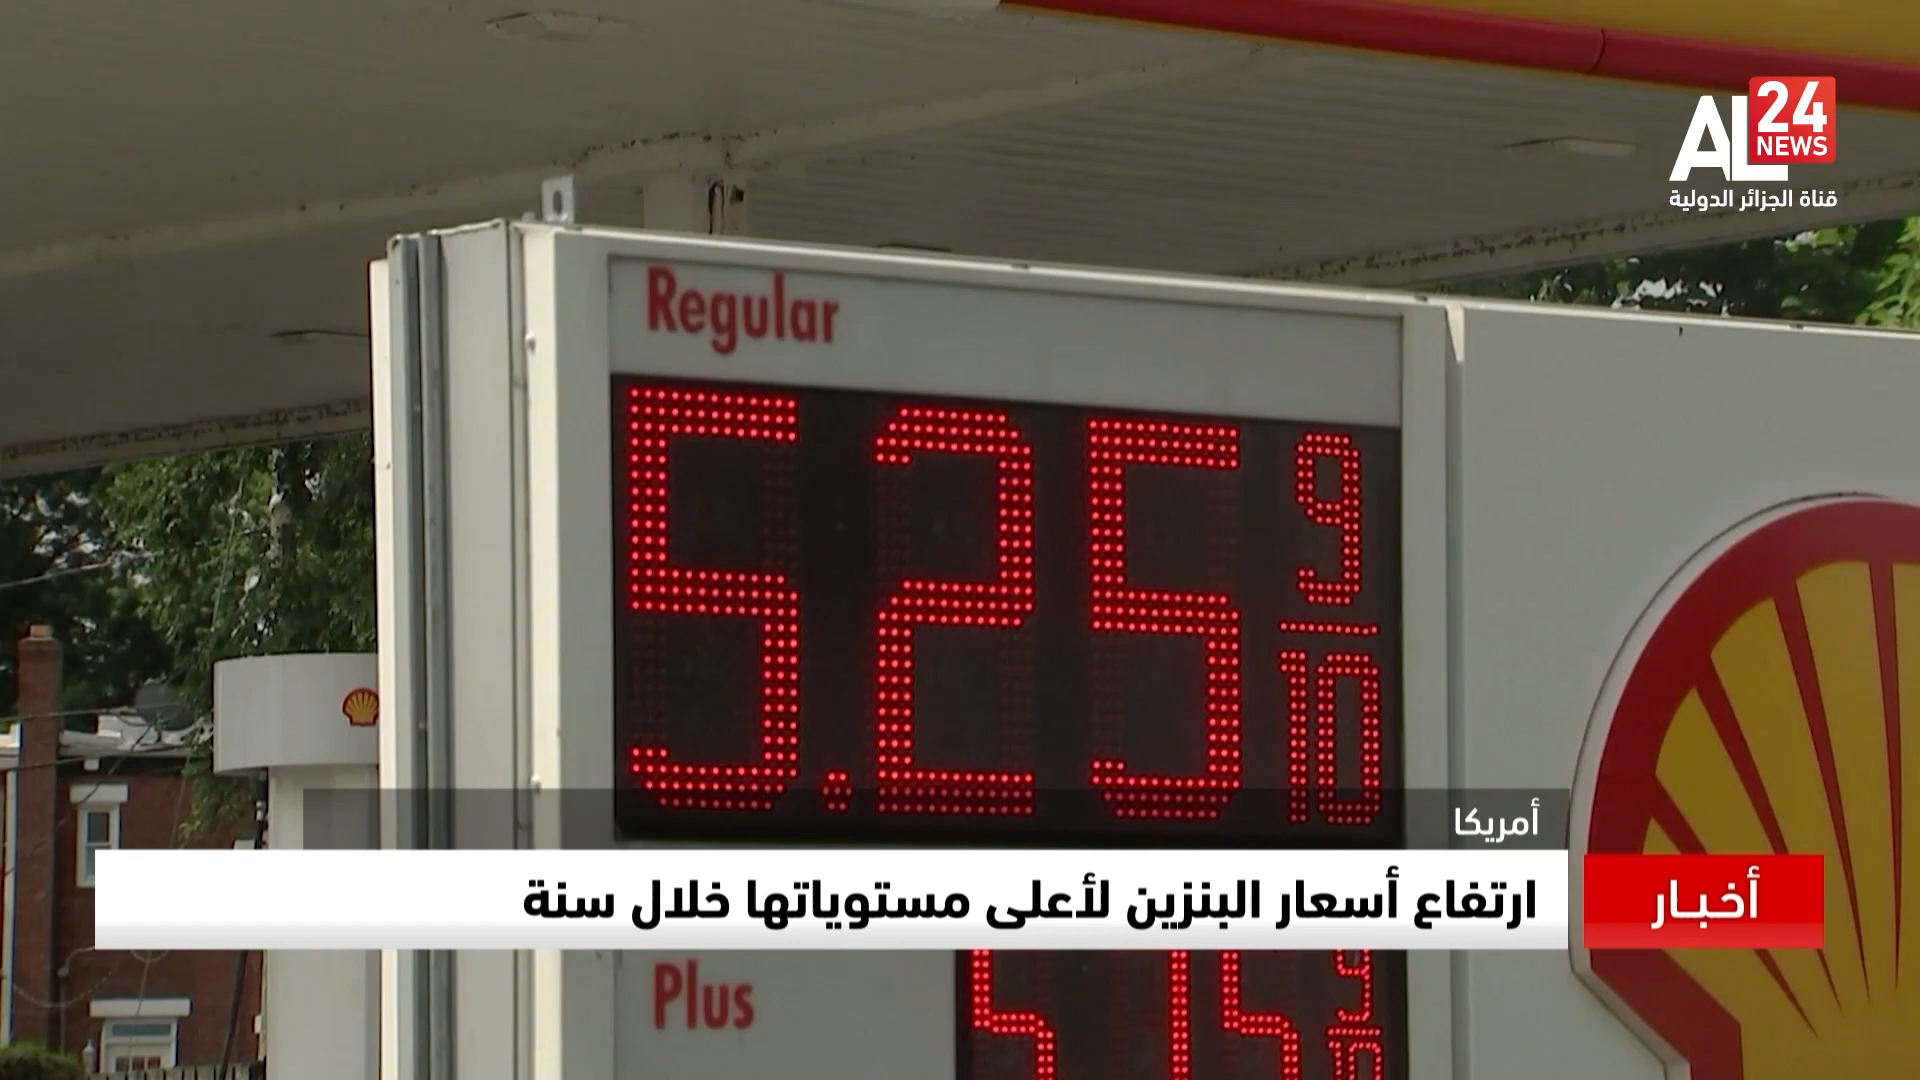 AL
24
NEWS
قناة الجزائر الدولية
Regular
5.25 9/10
أمريكا
ارتفاع أسعار البنزين لأعلى مستوياتها خلال سنة
أخبار
Plus